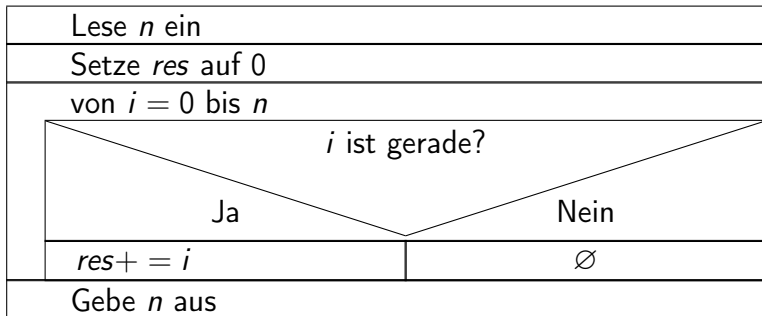 Lese n ein
Setze res auf 0
von i = 0 bis n
i ist gerade?
Ja Nein
res+ = i ∅
Gebe n aus